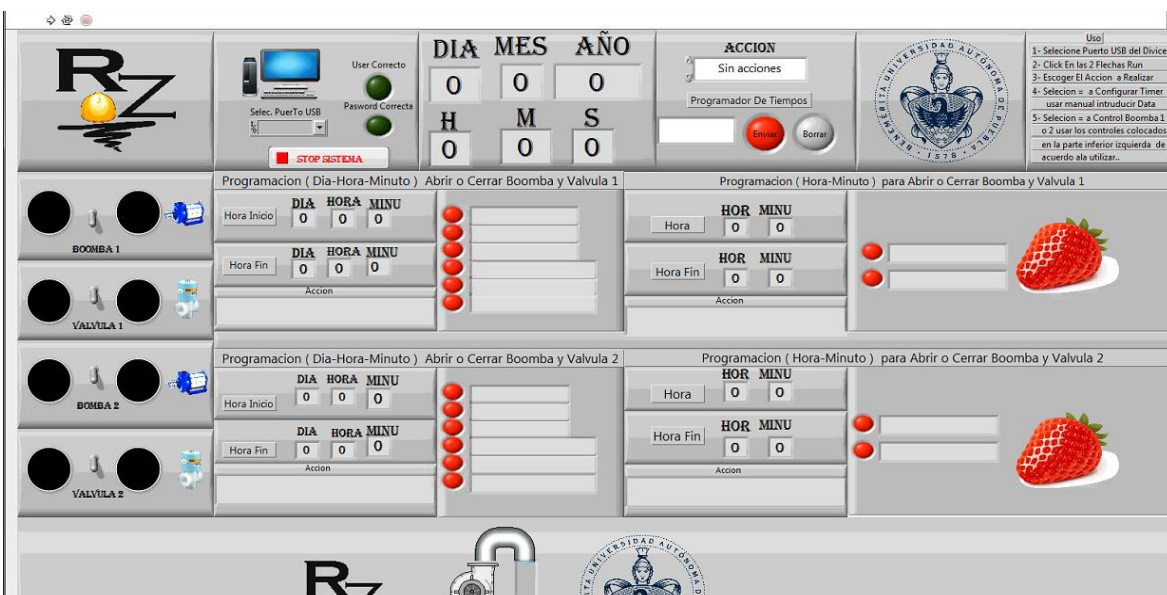 RZ
User Correcto
Pasword Correcta
Selec. PuerTo USB
STOP SISTEMA
DIA MES AÑO
0 0 0
H M S
0 0 0
ACCION
Sin acciones
Programador De Tiempos
Enviar Borrar
BENEMÉRITA UNIVERSIDAD AUTÓNOMA DE PUEBLA
1578
Uso
1- Selecione Puerto USB del Divice
2- Click En las 2 Flechas Run
3- Escoger El Accion a Realizar
4- Selecion = a Configurar Timer
usar manual intruducir Data
5- Selecion = a Control Boomba 1
o 2 usar los controles colocados
en la parte inferior izquierda de
acuerdo ala utilizar..
BOOMBA 1
VALVULA 1
BOMBA 2
VALVULA 2
Programacion ( Dia-Hora-Minuto ) Abrir o Cerrar Boomba y Valvula 1
DIA HORA MINU
Hora Inicio 0 0 0
DIA HORA MINU
Hora Fin 0 0 0
Accion
Programacion ( Hora-Minuto ) para Abrir o Cerrar Boomba y Valvula 1
HOR MINU
Hora 0 0
HOR MINU
Hora Fin 0 0
Accion
Programacion ( Dia-Hora-Minuto ) Abrir o Cerrar Boomba y Valvula 2
DIA HORA MINU
Hora Inicio 0 0 0
DIA HORA MINU
Hora Fin 0 0 0
Accion
Programacion ( Hora-Minuto ) para Abrir o Cerrar Boomba y Valvula 2
HOR MINU
Hora 0 0
HOR MINU
Hora Fin 0 0
Accion
RZ